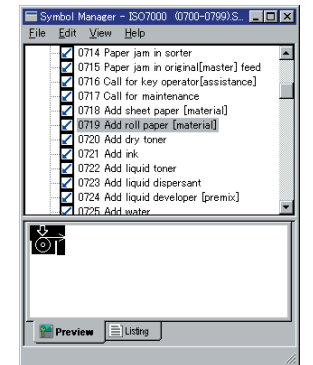 Symbol Manager - ISO7000 (0700-0799).S...
File Edit View Help
0714 Paper jam in sorter
0715 Paper jam in original[master] feed
0716 Call for key operator[assistance]
0717 Call for maintenance
0718 Add sheet paper [material]
0719 Add roll paper [material]
0720 Add dry toner
0721 Add ink
0722 Add liquid toner
0723 Add liquid dispersant
0724 Add liquid developer [premix]
0725 Add water
Preview Listing